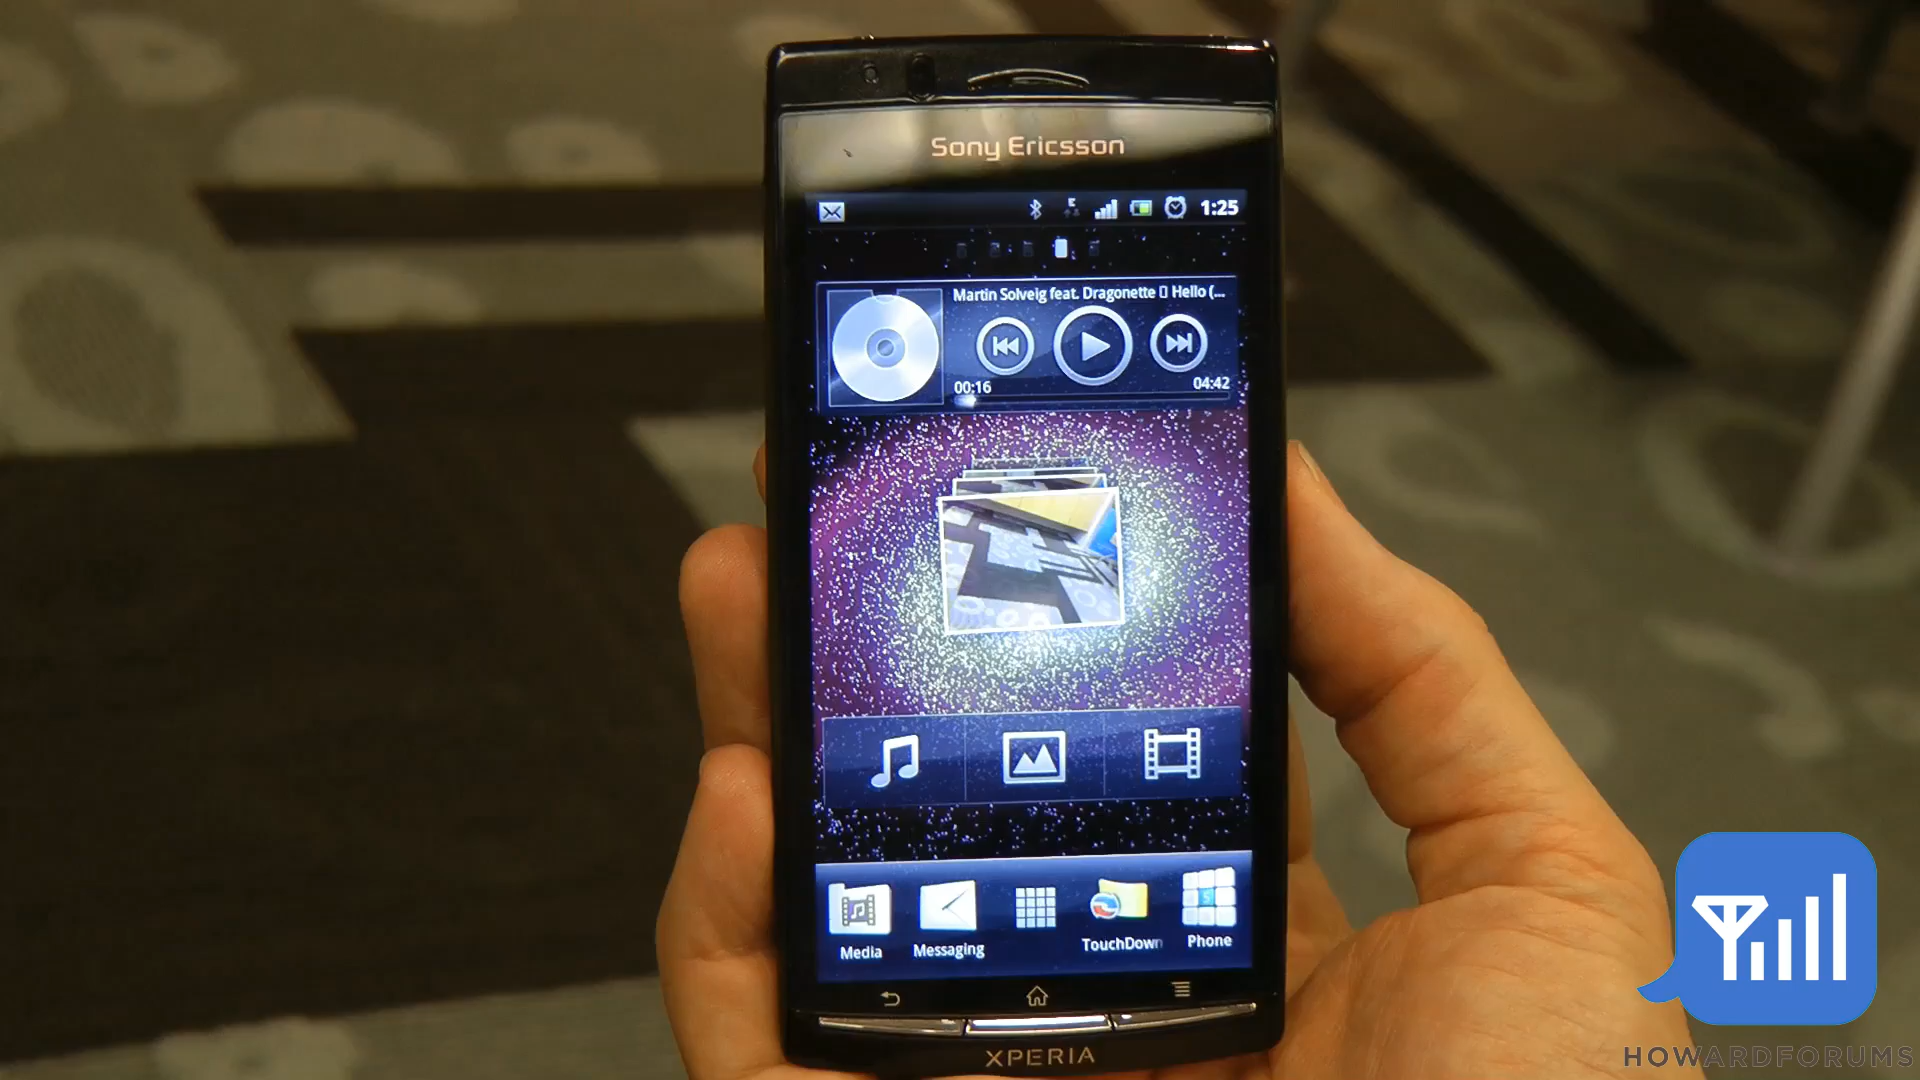 Sony Ericsson
1:25
Martin Solveig feat. Dragonette ▯ Hello (...
00:16
04:42
Media
Messaging
TouchDown
Phone
XPERIA
HOWARDFORUMS